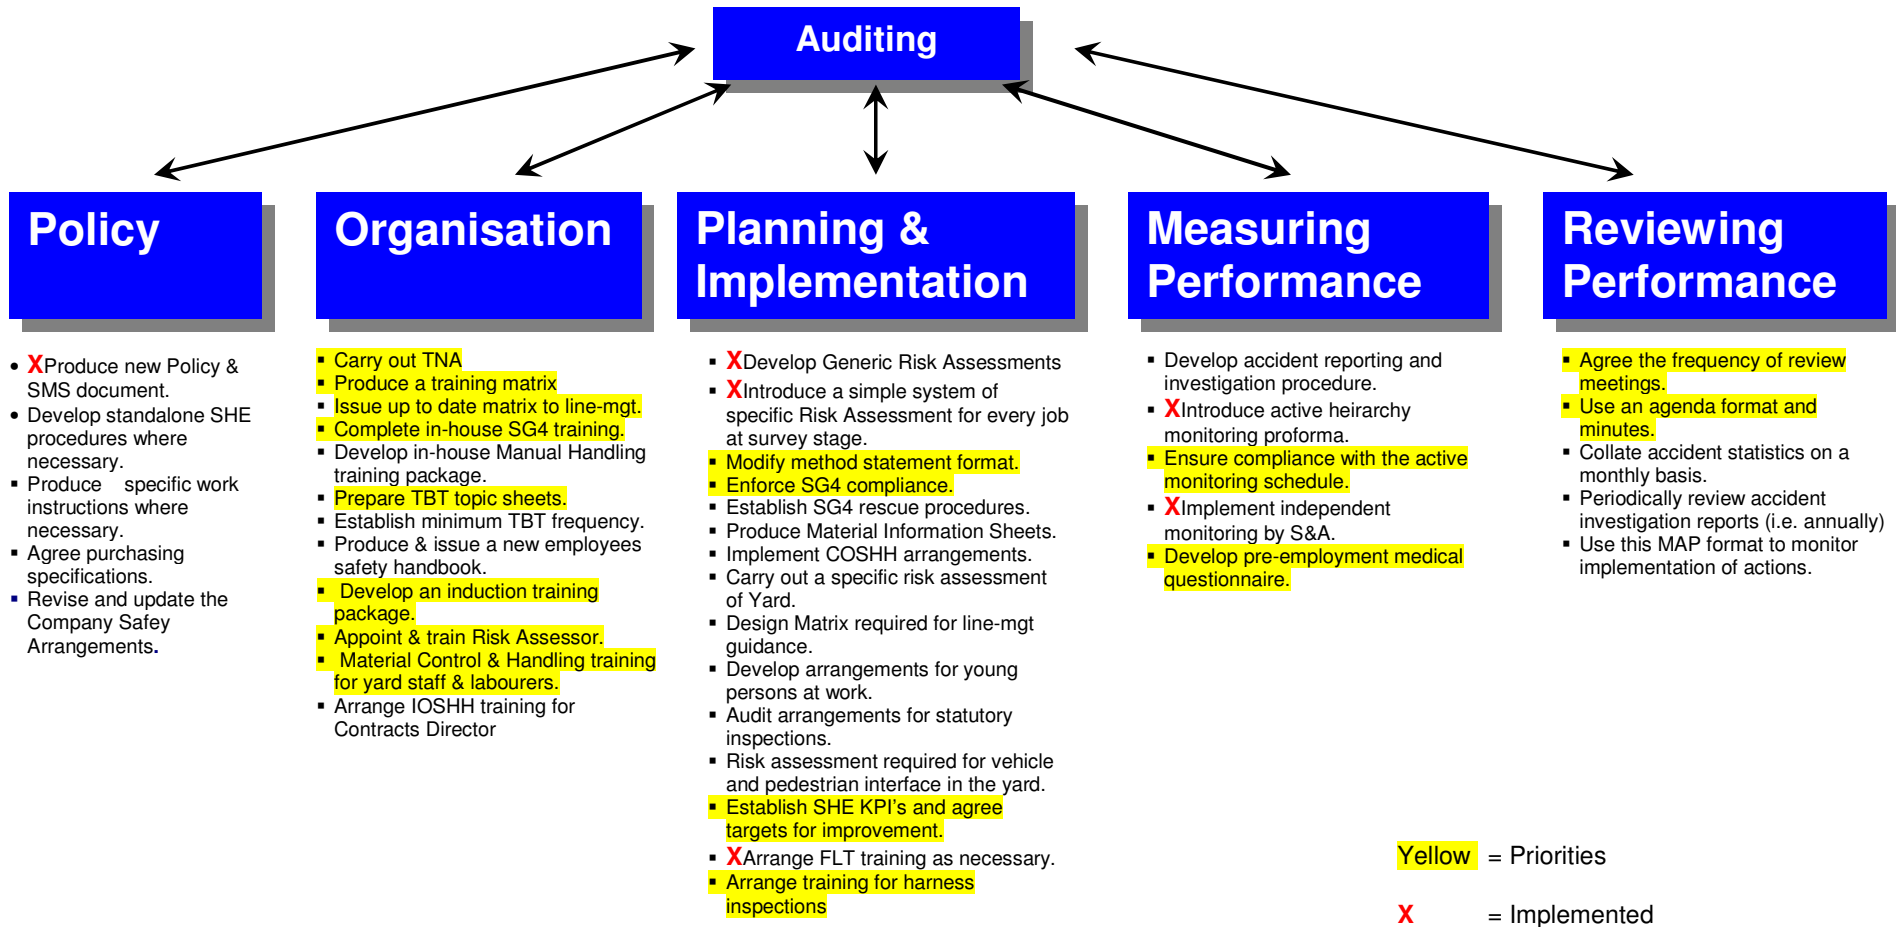 Auditing
Policy
• XProduce new Policy &
SMS document.
• Develop standalone SHE
procedures where
necessary.
▪ Produce specific work
instructions where
necessary.
▪ Agree purchasing
specifications.
▪ Revise and update the
Company Safey
Arrangements.
Organisation
▪ Carry out TNA
▪ Produce a training matrix
▪ Issue up to date matrix to line-mgt.
▪ Complete in-house SG4 training.
▪ Develop in-house Manual Handling
training package.
▪ Prepare TBT topic sheets.
▪ Establish minimum TBT frequency.
▪ Produce & issue a new employees
safety handbook.
▪ Develop an induction training
package.
▪ Appoint & train Risk Assessor.
▪ Material Control & Handling training
for yard staff & labourers.
▪ Arrange IOSHH training for
Contracts Director
Planning &
Implementation
▪ XDevelop Generic Risk Assessments
▪ XIntroduce a simple system of
specific Risk Assessment for every job
at survey stage.
▪ Modify method statement format.
▪ Enforce SG4 compliance.
▪ Establish SG4 rescue procedures.
▪ Produce Material Information Sheets.
▪ Implement COSHH arrangements.
▪ Carry out a specific risk assessment
of Yard.
▪ Design Matrix required for line-mgt
guidance.
▪ Develop arrangements for young
persons at work.
▪ Audit arrangements for statutory
inspections.
▪ Risk assessment required for vehicle
and pedestrian interface in the yard.
▪ Establish SHE KPI's and agree
targets for improvement.
▪ XArrange FLT training as necessary.
▪ Arrange training for harness
inspections
Measuring
Performance
▪ Develop accident reporting and
investigation procedure.
▪ XIntroduce active heirarchy
monitoring proforma.
▪ Ensure compliance with the active
monitoring schedule.
▪ XImplement independent
monitoring by S&A.
▪ Develop pre-employment medical
questionnaire.
Reviewing
Performance
▪ Agree the frequency of review
meetings.
▪ Use an agenda format and
minutes.
▪ Collate accident statistics on a
monthly basis.
▪ Periodically review accident
investigation reports (i.e. annually)
▪ Use this MAP format to monitor
implementation of actions.
Yellow = Priorities
X = Implemented